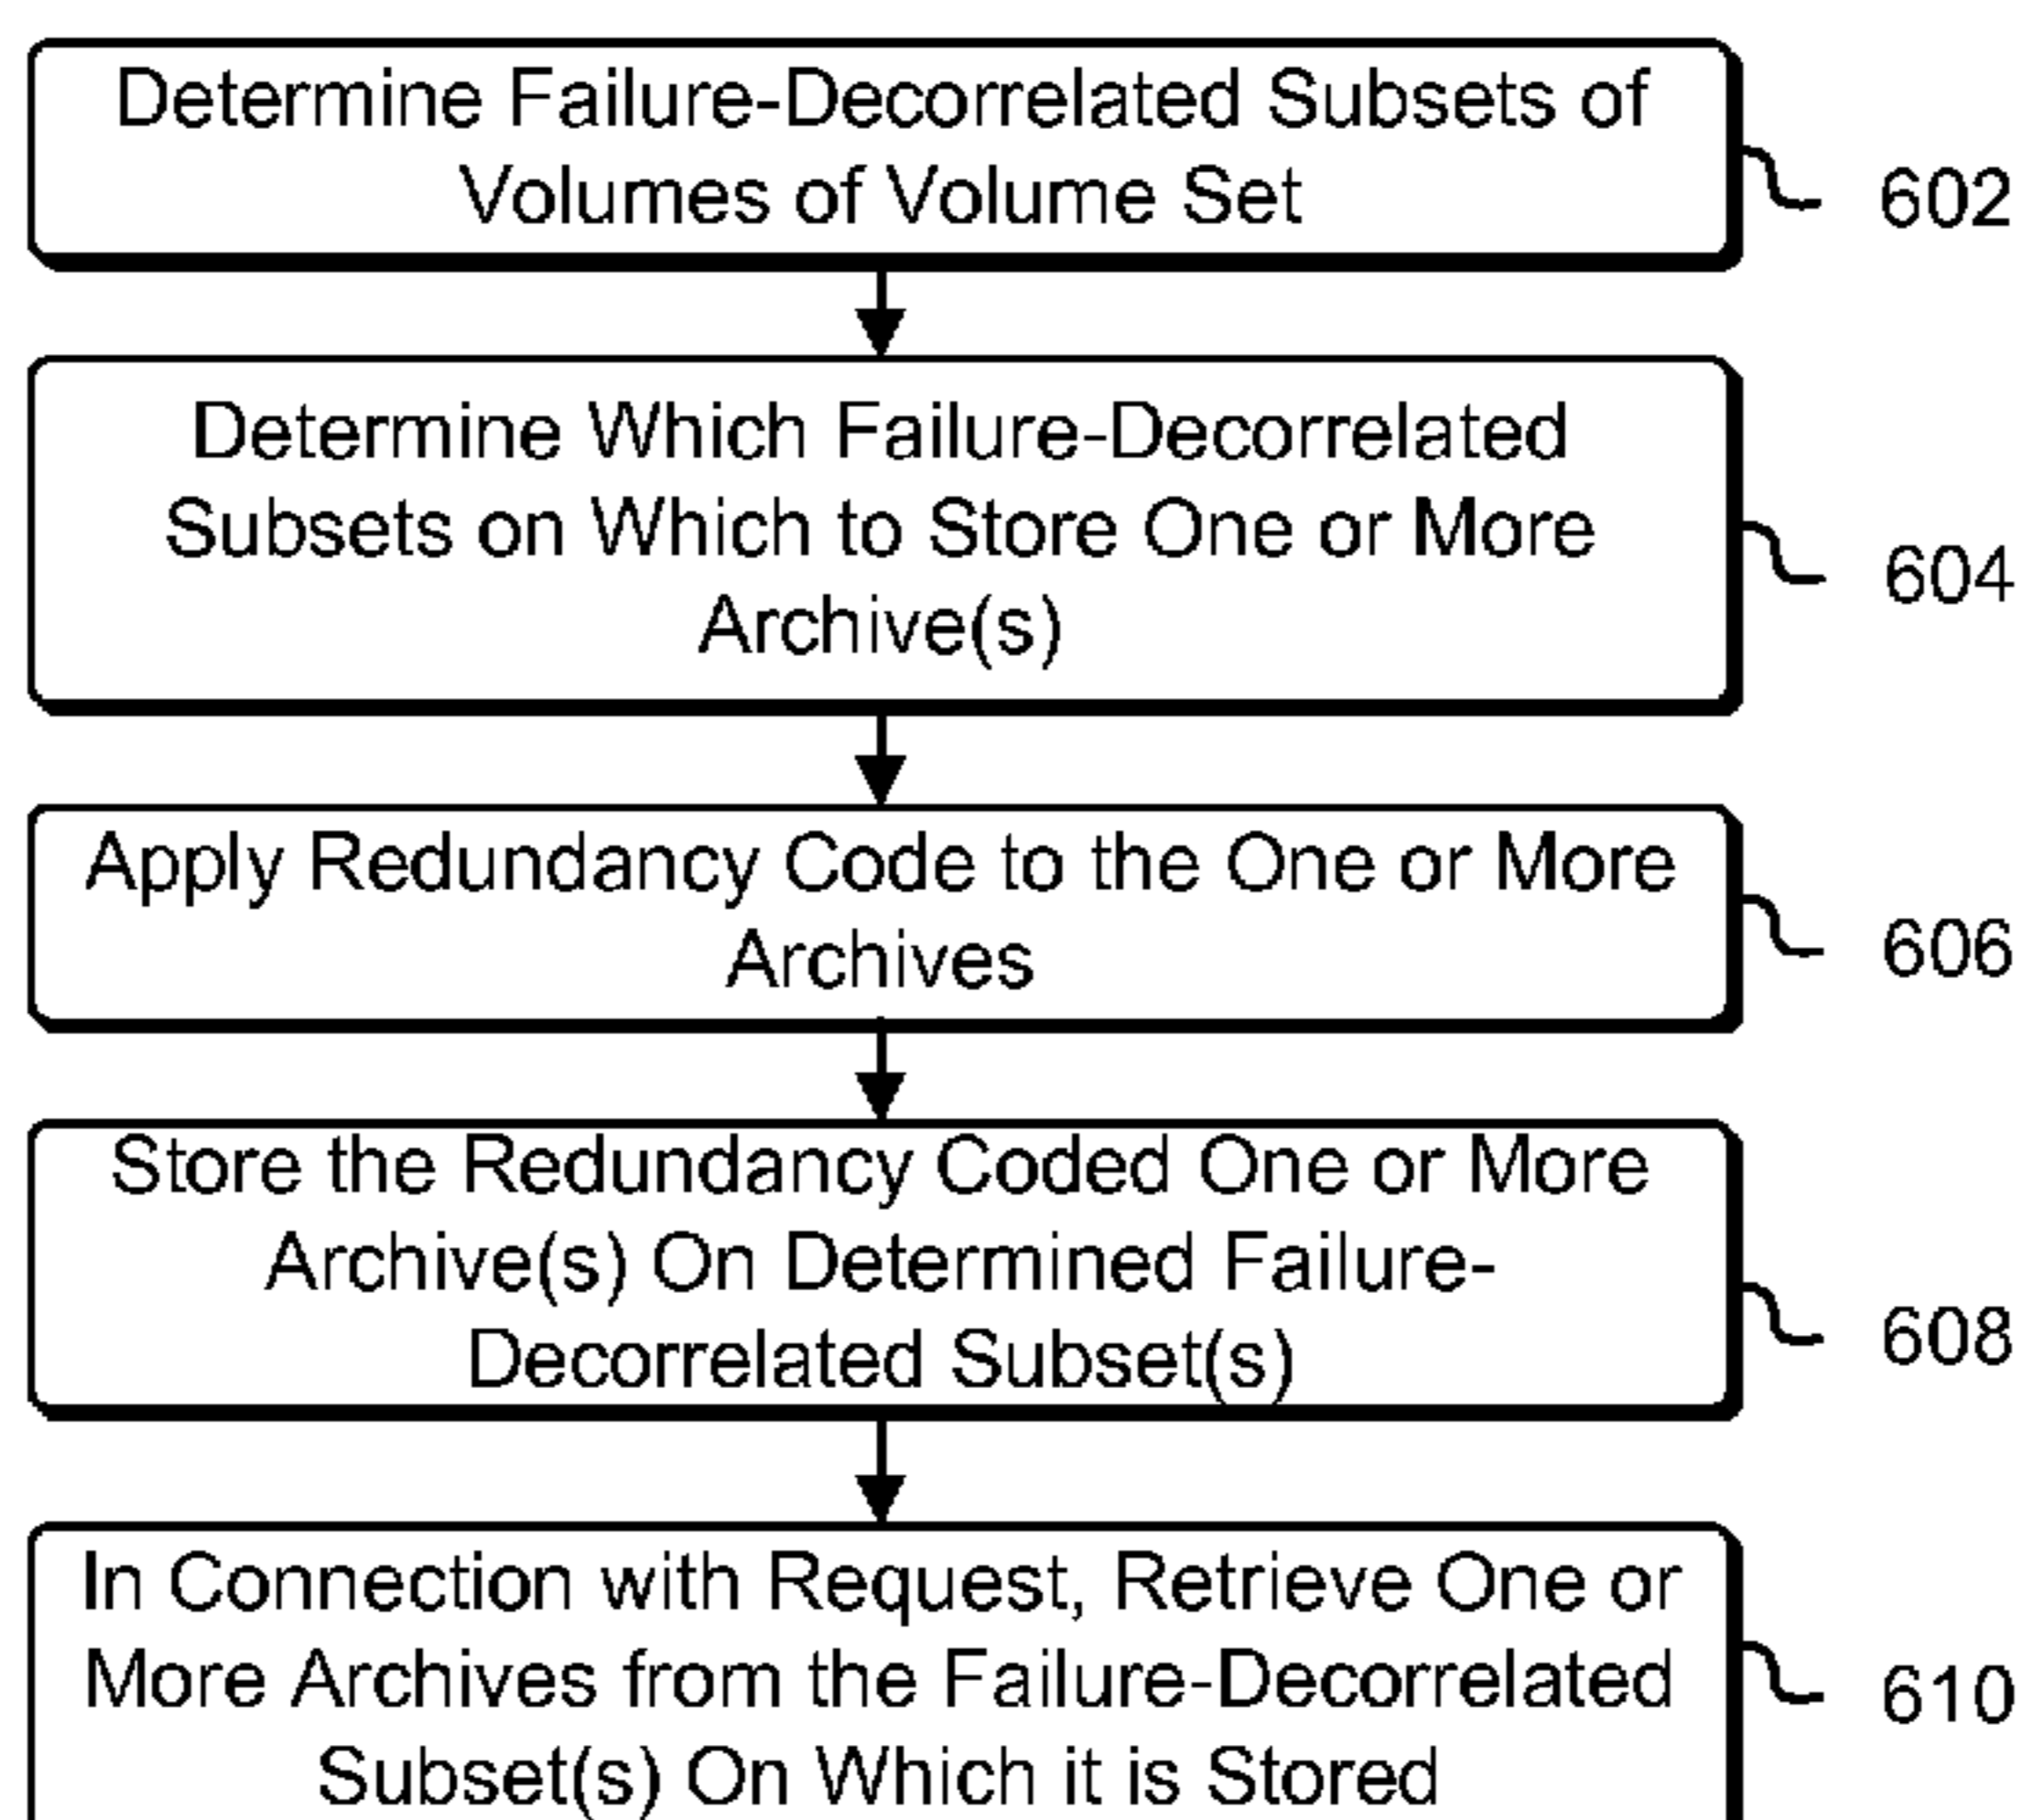 Determine Failure-Decorrelated Subsets of
Volumes of Volume Set
602
Determine Which Failure-Decorrelated
Subsets on Which to Store One or More
Archive(s)
604
Apply Redundancy Code to the One or More
Archives
606
Store the Redundancy Coded One or More
Archive(s) On Determined Failure-
Decorrelated Subset(s)
608
In Connection with Request, Retrieve One or
More Archives from the Failure-Decorrelated
Subset(s) On Which it is Stored
610